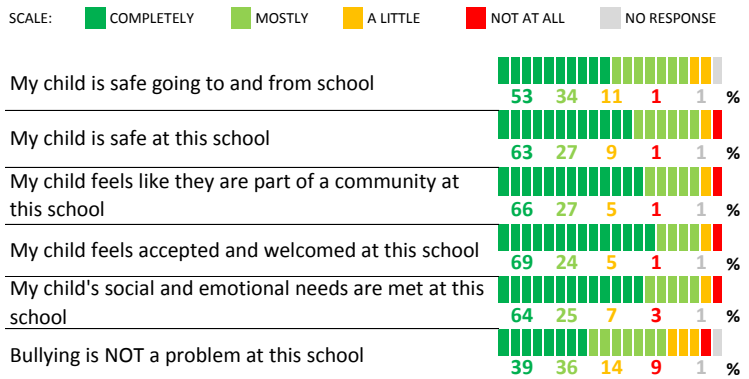 SCALE: COMPLETELY MOSTLY A LITTLE NOT AT ALL NO RESPONSE
My child is safe going to and from school
53 34 11 1 1 %
My child is safe at this school
63 27 9 1 1 %
My child feels like they are part of a community at
this school
66 27 5 1 1 %
My child feels accepted and welcomed at this school
69 24 5 1 1 %
My child's social and emotional needs are met at this
school
64 25 7 3 1 %
Bullying is NOT a problem at this school
39 36 14 9 1 %